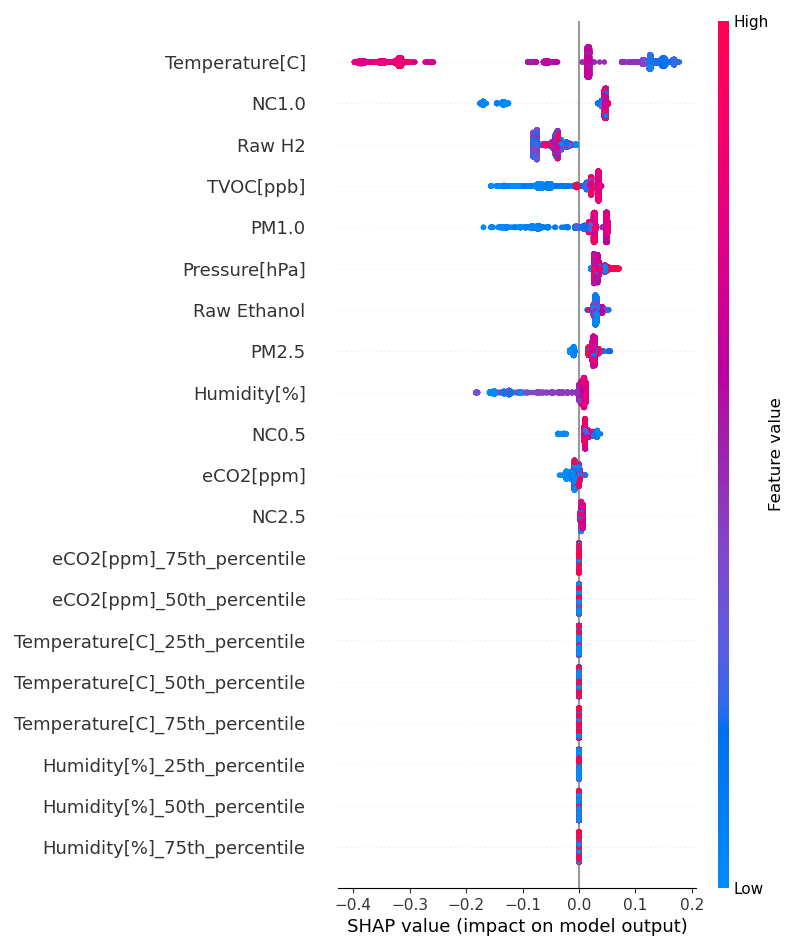 High
Temperature[C]
NC1.0
Raw H2
TVOC[ppb]
PM1.0
Pressure[hPa]
Raw Ethanol
PM2.5
Humidity[%]
NC0.5
eCO2[ppm]
NC2.5
eCO2[ppm]_75th_percentile
eCO2[ppm]_50th_percentile
Temperature[C]_25th_percentile
Temperature[C]_50th_percentile
Temperature[C]_75th_percentile
Humidity[%]_25th_percentile
Humidity[%]_50th_percentile
Humidity[%]_75th_percentile
Feature value
Low
−0.4 −0.3 −0.2 −0.1 0.0 0.1 0.2
SHAP value (impact on model output)